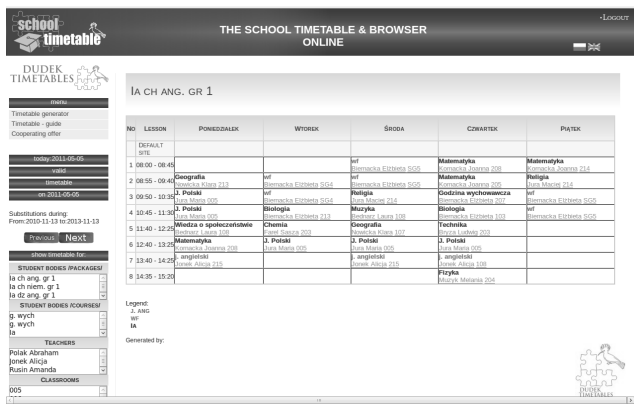 school
timetable
THE SCHOOL TIMETABLE & BROWSER
ONLINE
Logout
DUDEK
TIMETABLES
menu
Timetable generator
Timetable - guide
Cooperating offer
today:2011-05-05
valid
timetable
on 2011-05-05
Substitutions during:
From:2010-11-13 to:2013-11-13
Previous Next
show timetable for:
Student bodies /packages/
Ia ch ang. gr 1
Ia ch niem. gr 1
Ia dz ang. gr 1
Student bodies /courses/
g. wych
g. wych
Ia
Teachers
Polak Abraham
Jonek Alicja
Rusin Amanda
Classrooms
005
Ia ch ang. gr 1
No Lesson Poniedziałek Wtorek Środa Czwartek Piątek
Default site
1 08:00 - 08:45 wf Matematyka Matematyka
Biernacka Elżbieta SG5 Kornacka Joanna 208 Kornacka Joanna 214
2 08:55 - 09:40 Geografia wf wf Matematyka Religia
Nowicka Klara 213 Biernacka Elżbieta SG4 Biernacka Elżbieta SG5 Kornacka Joanna 205 Jura Maciej 214
3 09:50 - 10:35 J. Polski wf Religia Godzina wychowawcza wf
Jura Maria 005 Biernacka Elżbieta SG4 Jura Maciej 214 Biernacka Elżbieta 207 Biernacka Elżbieta SG5
4 10:45 - 11:30 J. Polski Biologia Muzyka Biologia wf
Jura Maria 005 Biernacka Elżbieta 213 Bednarz Laura 108 Biernacka Elżbieta 103 Biernacka Elżbieta SG5
5 11:40 - 12:25 Wiedza o społeczeństwie Chemia Geografia Technika
Bednarz Laura 108 Farel Sasza 203 Nowicka Klara 107 Bryza Ludwig 203
6 12:40 - 13:25 Matematyka J. Polski J. Polski J. Polski
Kornacka Joanna 208 Jura Maria 005 Jura Maria 005 Jura Maria 005
7 13:40 - 14:25 j. angielski j. angielski j. angielski
Jonek Alicja 215 Jonek Alicja 215 Jonek Alicja 108
8 14:35 - 15:20 Fizyka
Muzyk Melania 204
Legend:
j. ang
wf
Ia
Generated by:
DUDEK
TIMETABLES